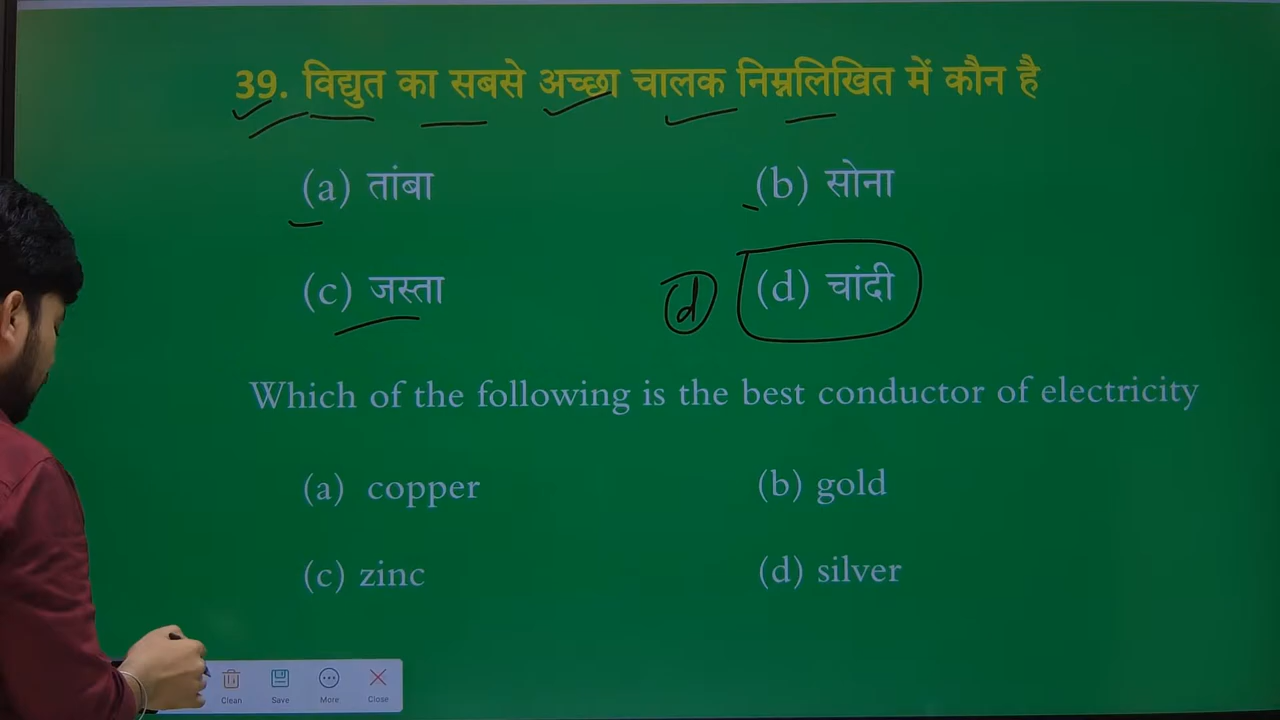 39. विद्युत का सबसे अच्छा चालक निम्नलिखित में कौन है
(a) तांबा (b) सोना
(c) जस्ता (d) (d) चांदी
Which of the following is the best conductor of electricity
(a) copper (b) gold
(c) zinc (d) silver
Clean Save More Close